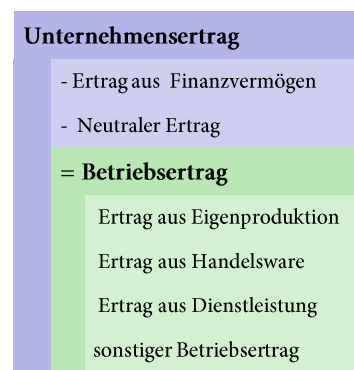 Unternehmensertrag
- Ertrag aus Finanzvermögen
- Neutraler Ertrag
= Betriebsertrag
Ertrag aus Eigenproduktion
Ertrag aus Handelsware
Ertrag aus Dienstleistung
sonstiger Betriebsertrag